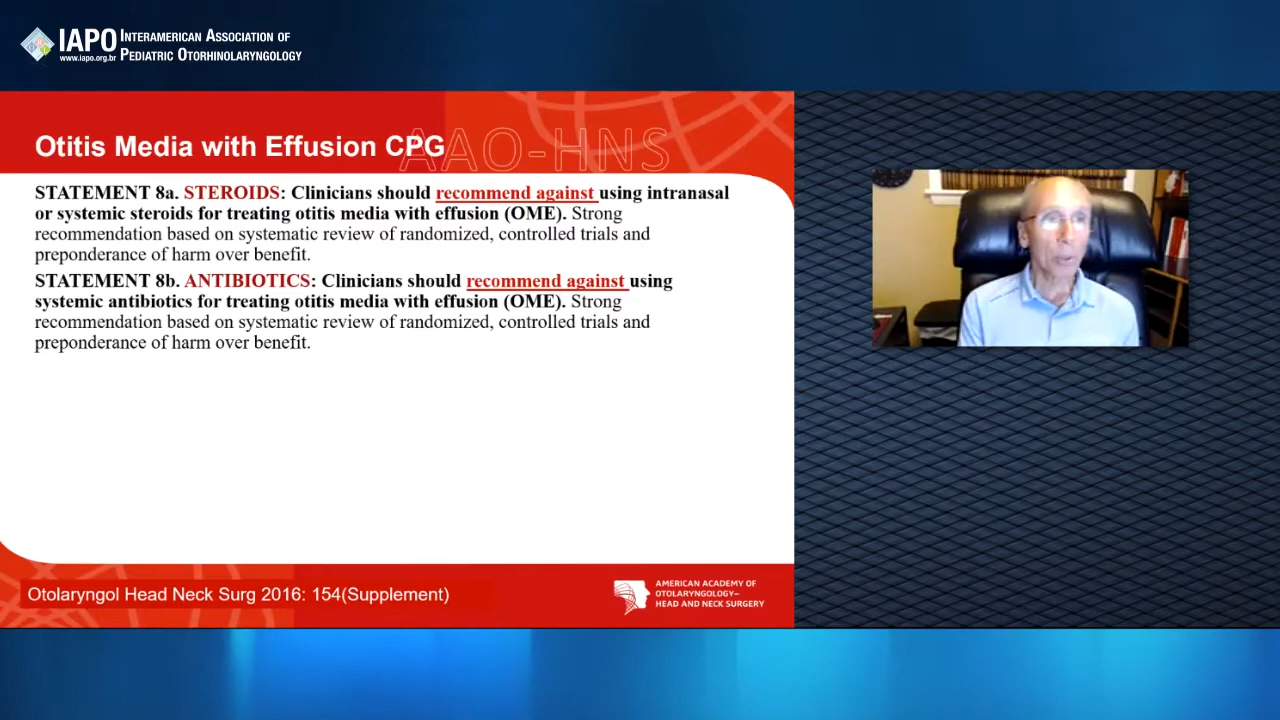 IAPO
www.iapo.org.br
INTERAMERICAN ASSOCIATION OF
PEDIATRIC OTORHINOLARYNGOLOGY
AAO-HNS
Otitis Media with Effusion CPG
STATEMENT 8a. STEROIDS: Clinicians should recommend against using intranasal
or systemic steroids for treating otitis media with effusion (OME). Strong
recommendation based on systematic review of randomized, controlled trials and
preponderance of harm over benefit.
STATEMENT 8b. ANTIBIOTICS: Clinicians should recommend against using
systemic antibiotics for treating otitis media with effusion (OME). Strong
recommendation based on systematic review of randomized, controlled trials and
preponderance of harm over benefit.
Otolaryngol Head Neck Surg 2016: 154(Supplement)
AMERICAN ACADEMY OF
OTOLARYNGOLOGY–
HEAD AND NECK SURGERY